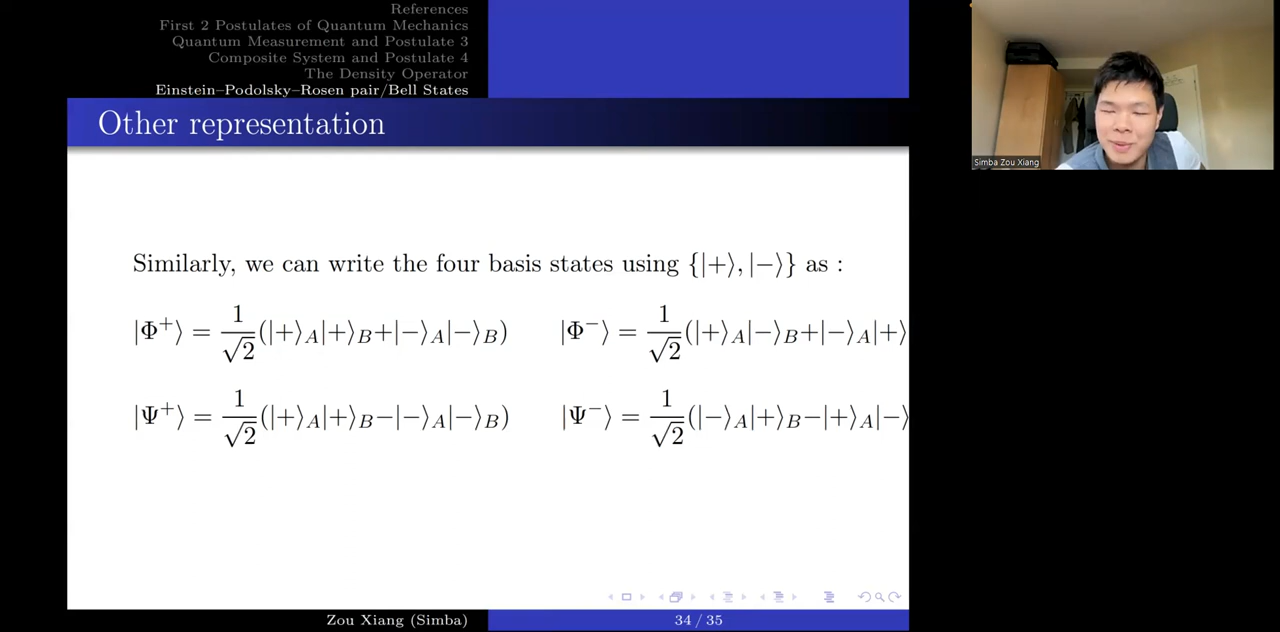 References
First 2 Postulates of Quantum Mechanics
Quantum Measurement and Postulate 3
Composite System and Postulate 4
The Density Operator
Einstein–Podolsky–Rosen pair/Bell States
Other representation
Simba Zou Xiang
Similarly, we can write the four basis states using {|+⟩, |−⟩} as :
|Φ⁺⟩ = 1/√2 (|+⟩_A|+⟩_B+|−⟩_A|−⟩_B) |Φ⁻⟩ = 1/√2 (|+⟩_A|−⟩_B+|−⟩_A|+⟩
|Ψ⁺⟩ = 1/√2 (|+⟩_A|+⟩_B−|−⟩_A|−⟩_B) |Ψ⁻⟩ = 1/√2 (|−⟩_A|+⟩_B−|+⟩_A|−⟩
Zou Xiang (Simba) 34 / 35